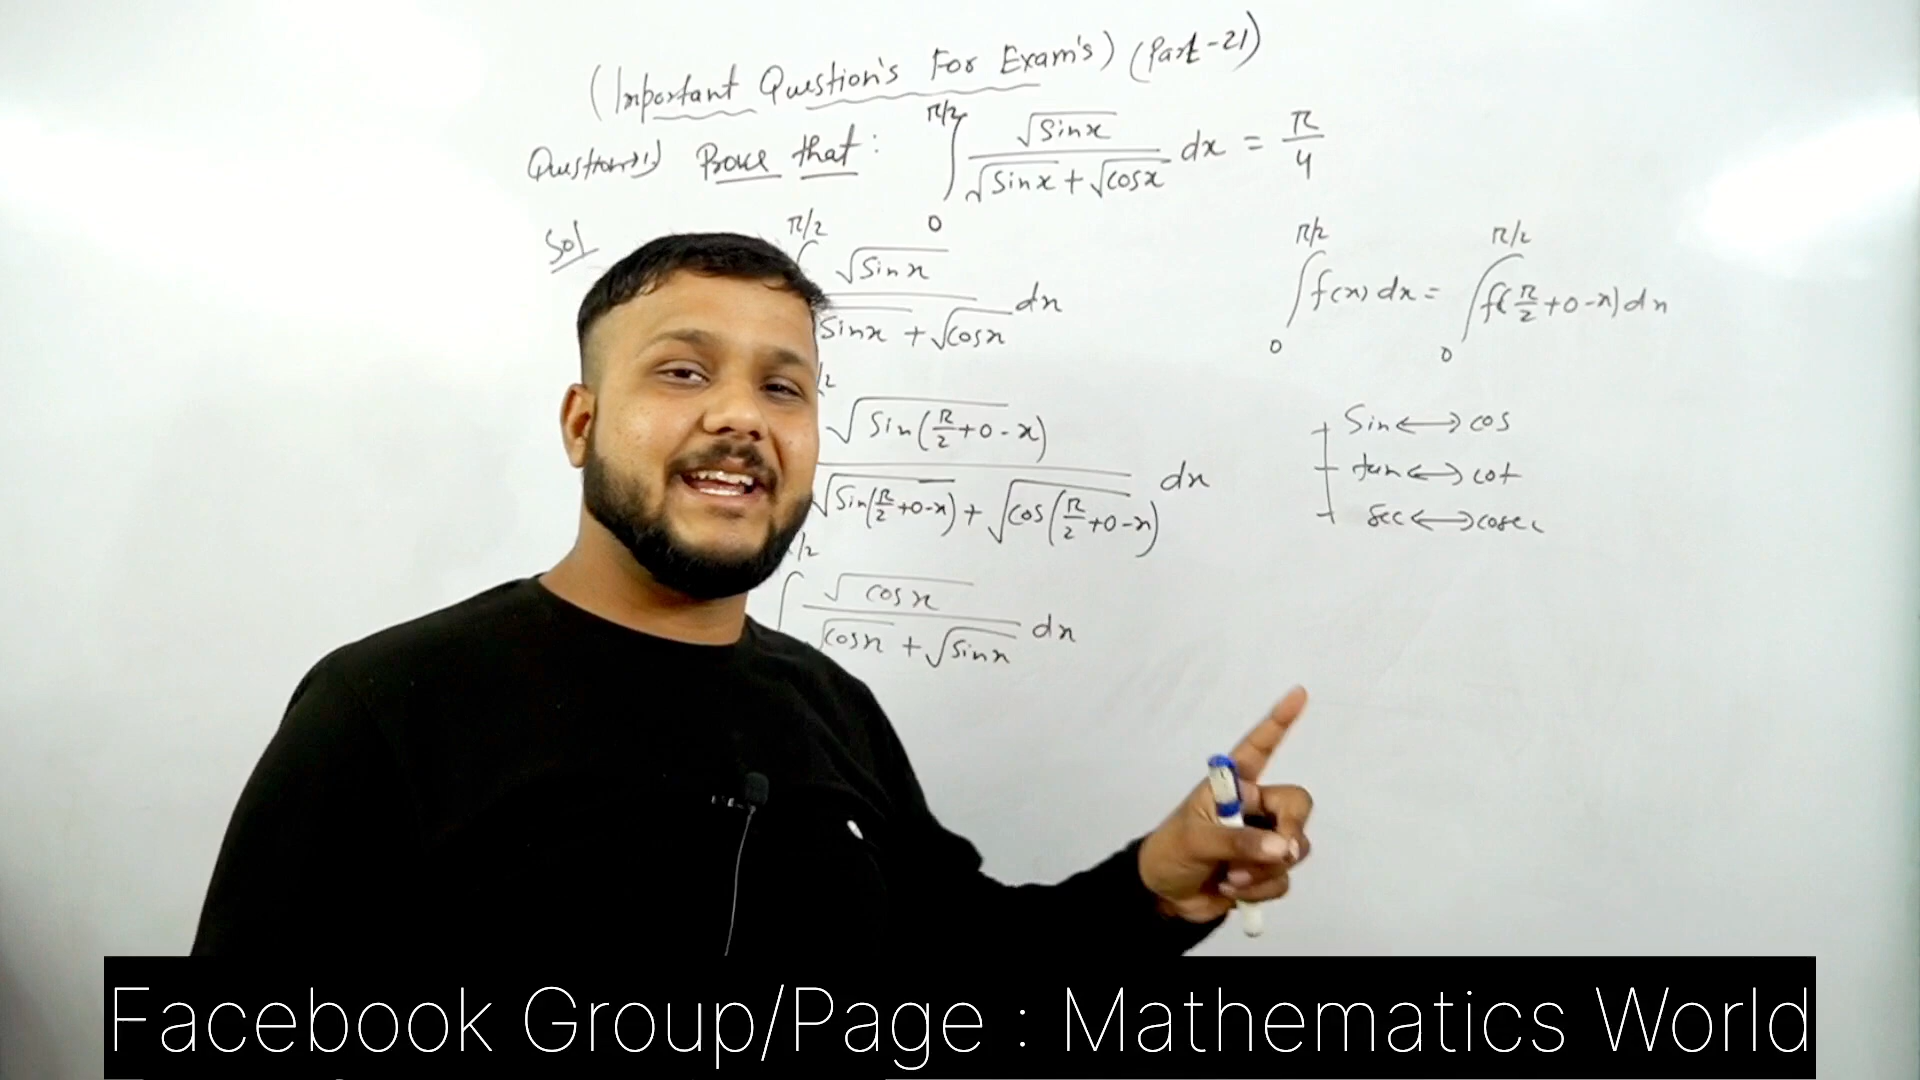 (Important Question's For Exam's) (Part-21)
Question→1) Prove that: ∫₀^(π/2) √sinx / (√sinx + √cosx) dx = π/4
Sol
π/2 √sinx / sinx + √cosx dx
∫₀^(π/2) f(x) dx = ∫₀^(π/2) f(π/2+0-x) dx
√Sin(π/2+0-x) / √Sin(π/2+0-x) + √cos(π/2+0-x) dx
Sin ↔ cos
tan ↔ cot
Sec ↔ cosec
∫ √cosx / √cosx + √sinx dx
Facebook Group/Page : Mathematics World